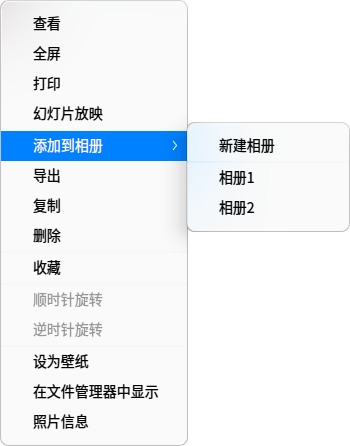 查看
全屏
打印
幻灯片放映
添加到相册
新建相册
相册1
相册2
导出
复制
删除
收藏
顺时针旋转
逆时针旋转
设为壁纸
在文件管理器中显示
照片信息